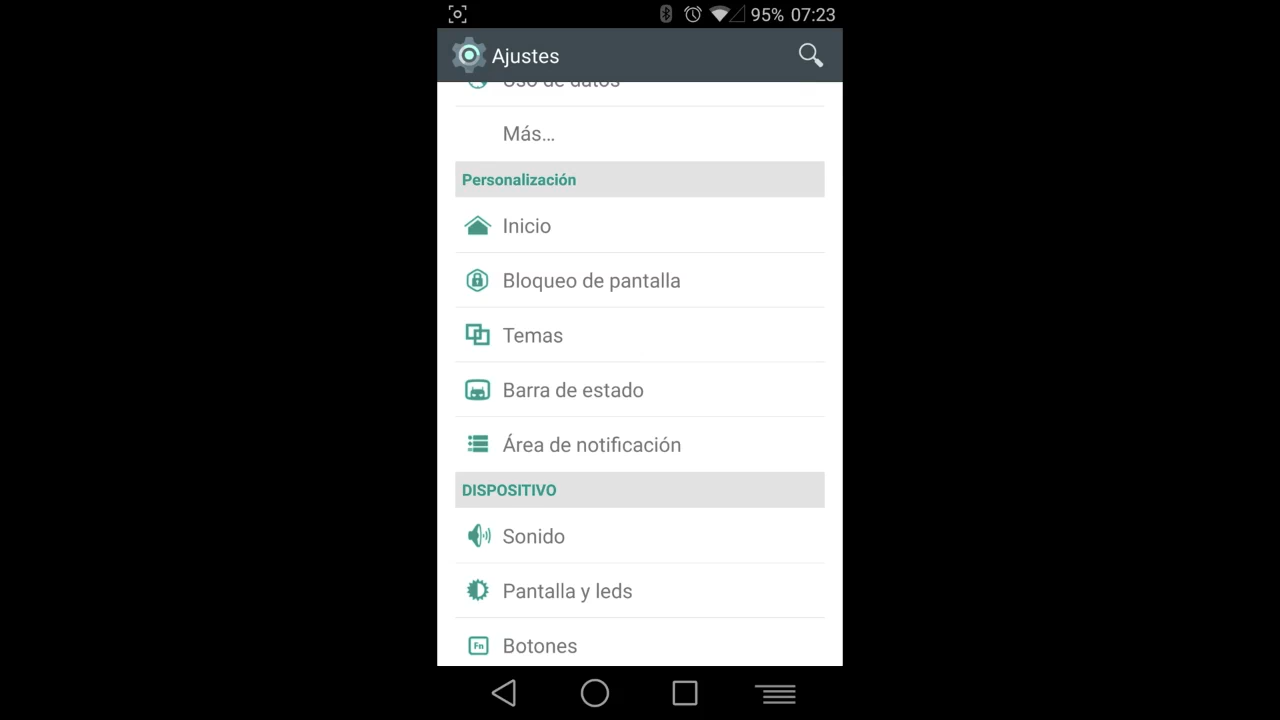 95% 07:23
Ajustes
Uso de datos
Más...
Personalización
Inicio
Bloqueo de pantalla
Temas
Barra de estado
Área de notificación
DISPOSITIVO
Sonido
Pantalla y leds
Fn Botones